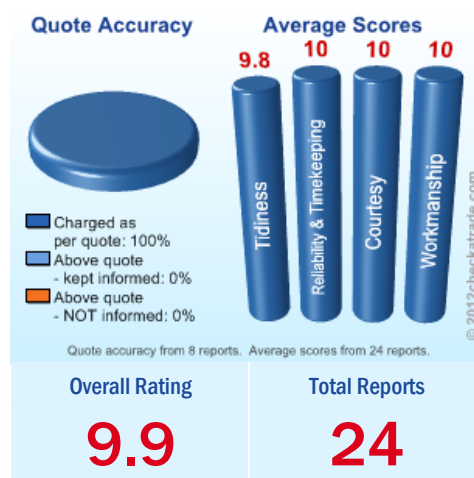 Quote Accuracy
Charged as
per quote: 100%
Above quote
- kept informed: 0%
Above quote
- NOT informed: 0%
Average Scores
9.8
10
10
10
Tidiness
Reliability & Timekeeping
Courtesy
Workmanship
© 2012checkatrade.com
Quote accuracy from 8 reports. Average scores from 24 reports.
Overall Rating
9.9
Total Reports
24